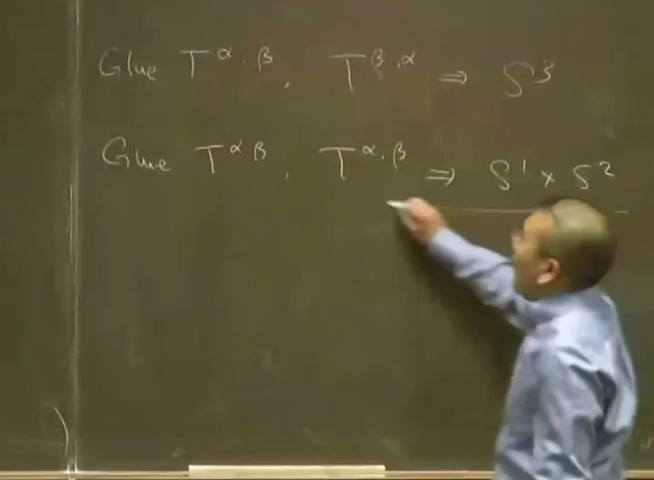 Glue T^α,β, T^β,α ⇒ S³
Glue T^αβ, T^α,β ⇒ S¹ × S²